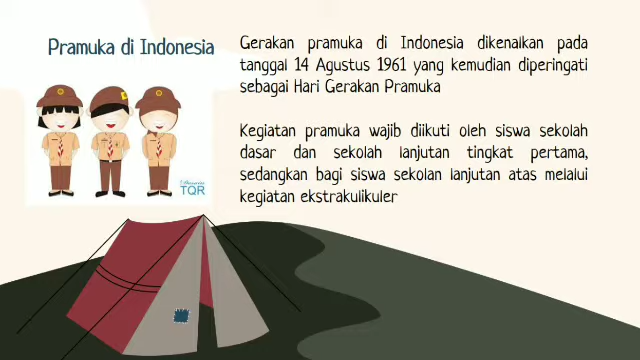 Pramuka di Indonesia
Gerakan pramuka di Indonesia dikenalkan pada
tanggal 14 Agustus 1961 yang kemudian diperingati
sebagai Hari Gerakan Pramuka
Kegiatan pramuka wajib diikuti oleh siswa sekolah
dasar dan sekolah lanjutan tingkat pertama,
sedangkan bagi siswa sekolan lanjutan atas melalui
kegiatan ekstrakulikuler
TQR